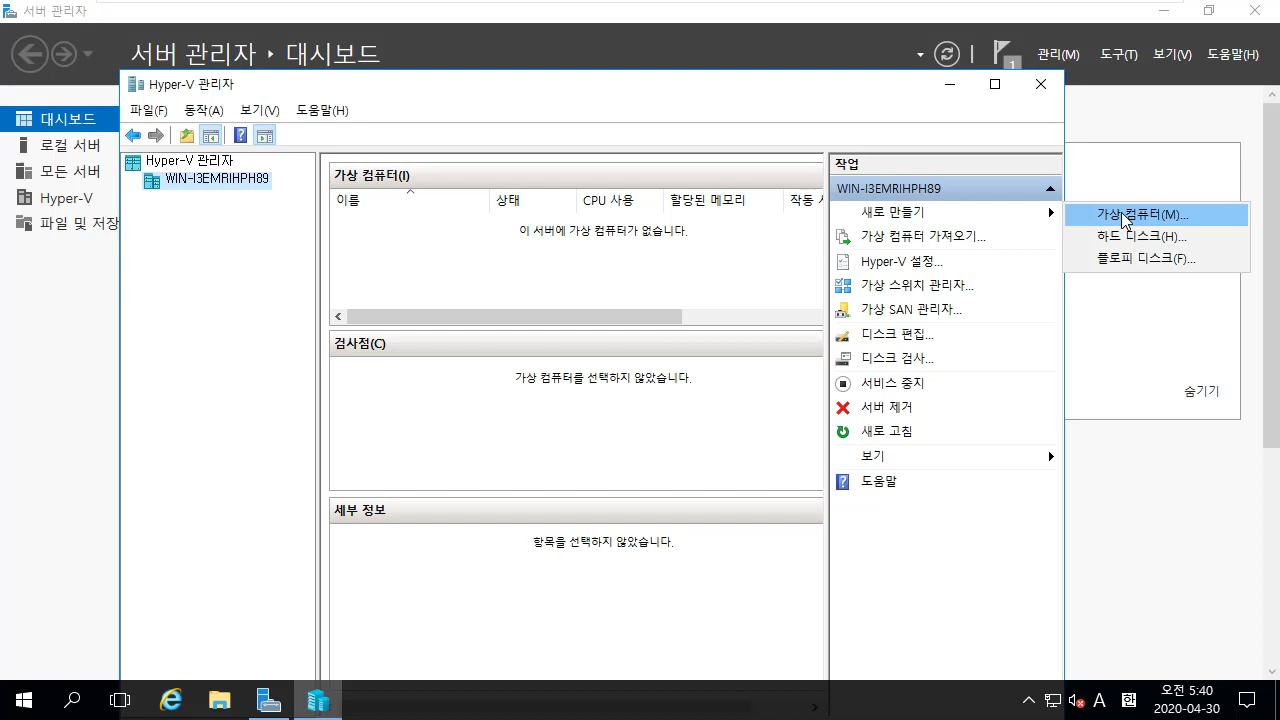 서버 관리자
서버 관리자 ‣ 대시보드
1
관리(M) 도구(T) 보기(V) 도움말(H)
대시보드
로컬 서버
모든 서버
Hyper-V
파일 및 저장
Hyper-V 관리자
파일(F) 동작(A) 보기(V) 도움말(H)
Hyper-V 관리자
WIN-I3EMRIHPH89
가상 컴퓨터(I)
이름 상태 CPU 사용 할당된 메모리 작동 시
이 서버에 가상 컴퓨터가 없습니다.
검사점(C)
가상 컴퓨터를 선택하지 않았습니다.
세부 정보
항목을 선택하지 않았습니다.
작업
WIN-I3EMRIHPH89
새로 만들기
가상 컴퓨터 가져오기...
Hyper-V 설정...
가상 스위치 관리자...
가상 SAN 관리자...
디스크 편집...
디스크 검사...
서비스 중지
서버 제거
새로 고침
보기
도움말
가상 컴퓨터(M)...
하드 디스크(H)...
플로피 디스크(F)...
숨기기
A 한
오전 5:40
2020-04-30